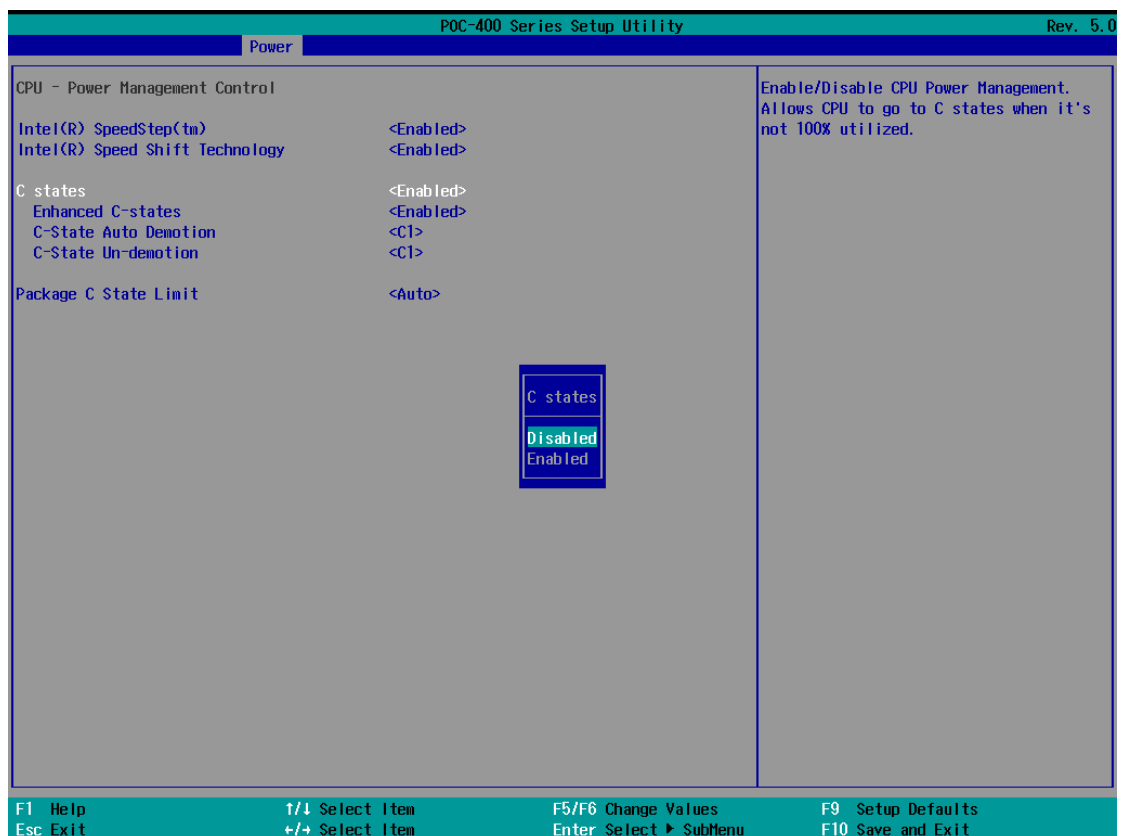 POC-400 Series Setup Utility Rev. 5.0
Power
CPU - Power Management Control
Intel(R) SpeedStep(tm) <Enabled>
Intel(R) Speed Shift Technology <Enabled>
C states <Enabled>
Enhanced C-states <Enabled>
C-State Auto Demotion <C1>
C-State Un-demotion <C1>
Package C State Limit <Auto>
Enable/Disable CPU Power Management.
Allows CPU to go to C states when it's
not 100% utilized.
C states
Disabled
Enabled
F1 Help ↑/↓ Select Item F5/F6 Change Values F9 Setup Defaults
Esc Exit ←/→ Select Item Enter Select ▶ SubMenu F10 Save and Exit